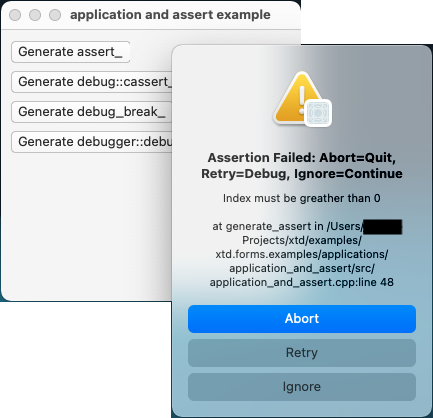 application and assert example
Generate assert_
Generate debug::cassert_
Generate debug_break_
Generate debugger::debu
Assertion Failed: Abort=Quit,
Retry=Debug, Ignore=Continue
Index must be greather than 0
at generate_assert in /Users/
Projects/xtd/examples/
xtd.forms.examples/applications/
application_and_assert/src/
application_and_assert.cpp:line 48
Abort
Retry
Ignore